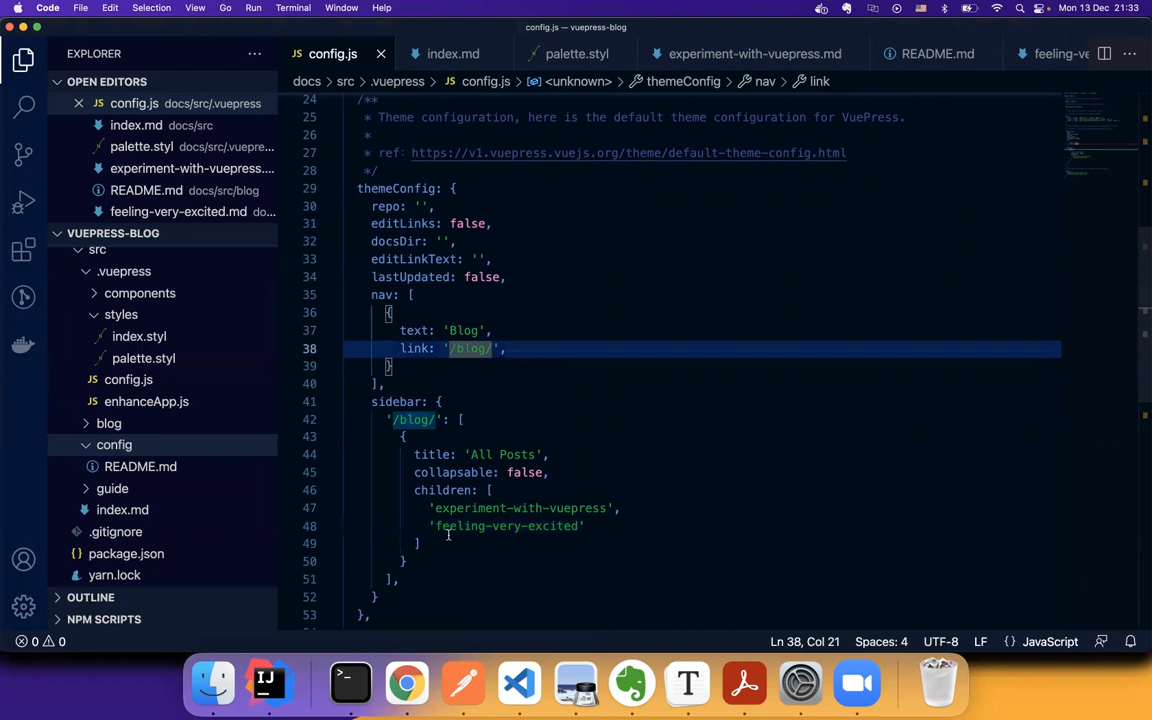 Code File Edit Selection View Go Run Terminal Window Help Mon 13 Dec 21:33
config.js — vuepress-blog
EXPLORER
config.js index.md palette.styl experiment-with-vuepress.md README.md feeling-ve
docs src .vuepress config.js <unknown> themeConfig nav link
OPEN EDITORS
config.js docs/src/.vuepress
index.md docs/src
palette.styl docs/src/.vuepre...
experiment-with-vuepress....
README.md docs/src/blog
feeling-very-excited.md do...
VUEPRESS-BLOG
src
.vuepress
components
styles
index.styl
palette.styl
config.js
enhanceApp.js
blog
config
README.md
guide
index.md
.gitignore
package.json
yarn.lock
OUTLINE
NPM SCRIPTS
24 /**
25 * Theme configuration, here is the default theme configuration for VuePress.
26 *
27 * ref: https://v1.vuepress.vuejs.org/theme/default-theme-config.html
28 */
29 themeConfig: {
30 repo: '',
31 editLinks: false,
32 docsDir: '',
33 editLinkText: '',
34 lastUpdated: false,
35 nav: [
36 {
37 text: 'Blog',
38 link: '/blog/',
39 }
40 ],
41 sidebar: {
42 '/blog/': [
43 {
44 title: 'All Posts',
45 collapsable: false,
46 children: [
47 'experiment-with-vuepress',
48 'feeling-very-excited'
49 ]
50 }
51 ],
52 }
53 },
0 0 Ln 38, Col 21 Spaces: 4 UTF-8 LF {} JavaScript
IJ >_ T